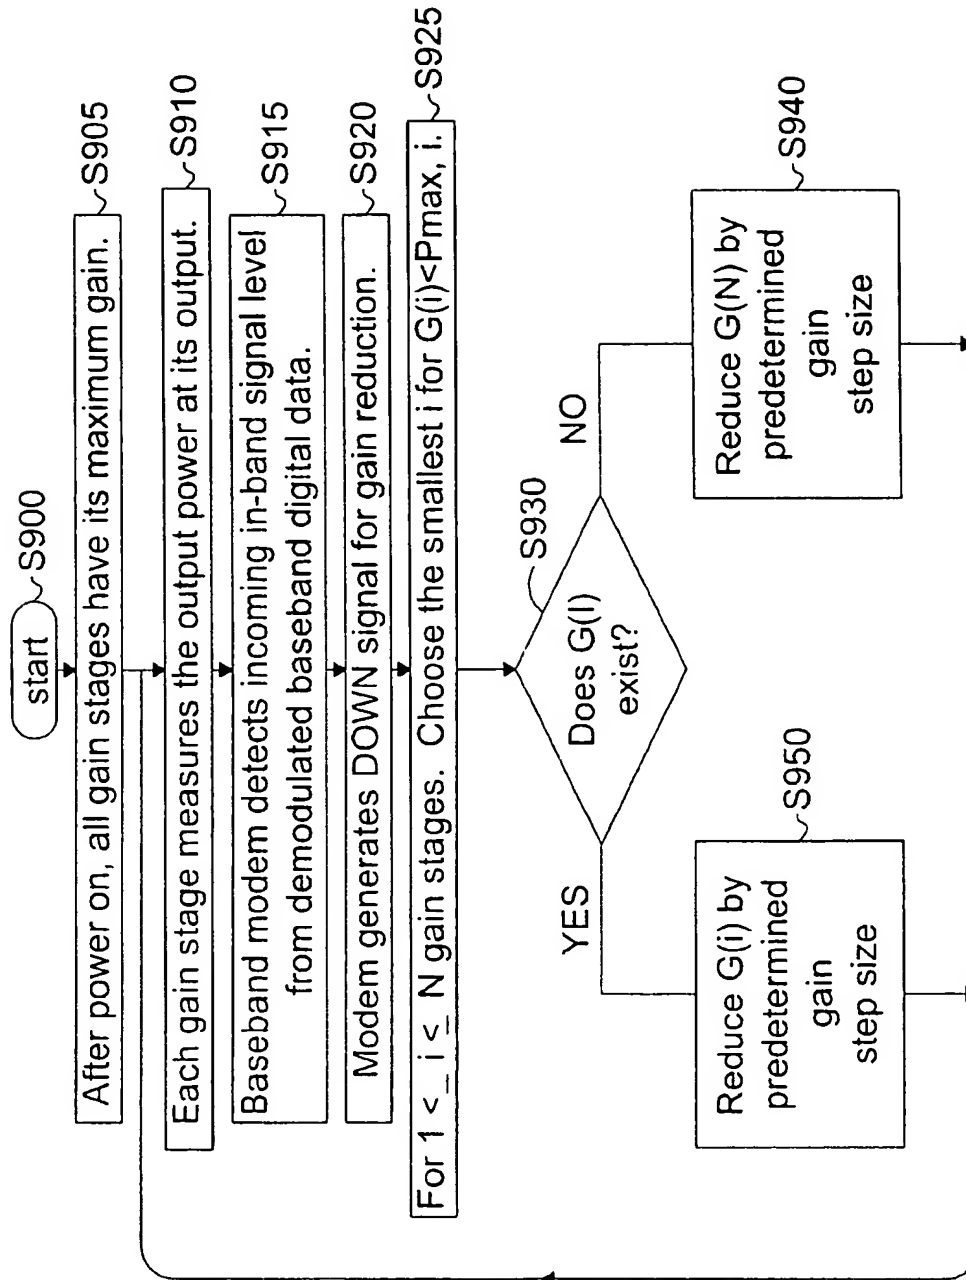 start
S900
After power on, all gain stages have its maximum gain.
S905
Each gain stage measures the output power at its output.
S910
Baseband modem detects incoming in-band signal level
from demodulated baseband digital data.
S915
Modem generates DOWN signal for gain reduction.
S920
For 1 <_ i <_ N gain stages. Choose the smallest i for G(i)<Pmax, i.
S925
Does G(I)
exist?
S930
YES
NO
Reduce G(i) by
predetermined
gain
step size
S950
Reduce G(N) by
predetermined
gain
step size
S940